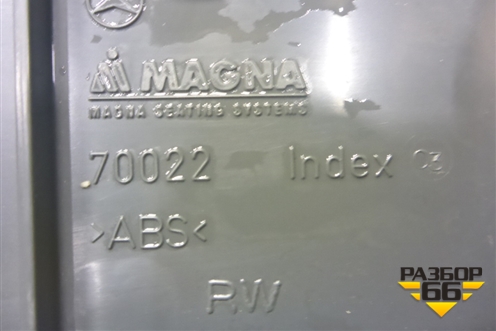 MAGNA
MAGNA SEATING SYSTEMS
70022 Index
>ABS<
RW
РАЗБОР
66